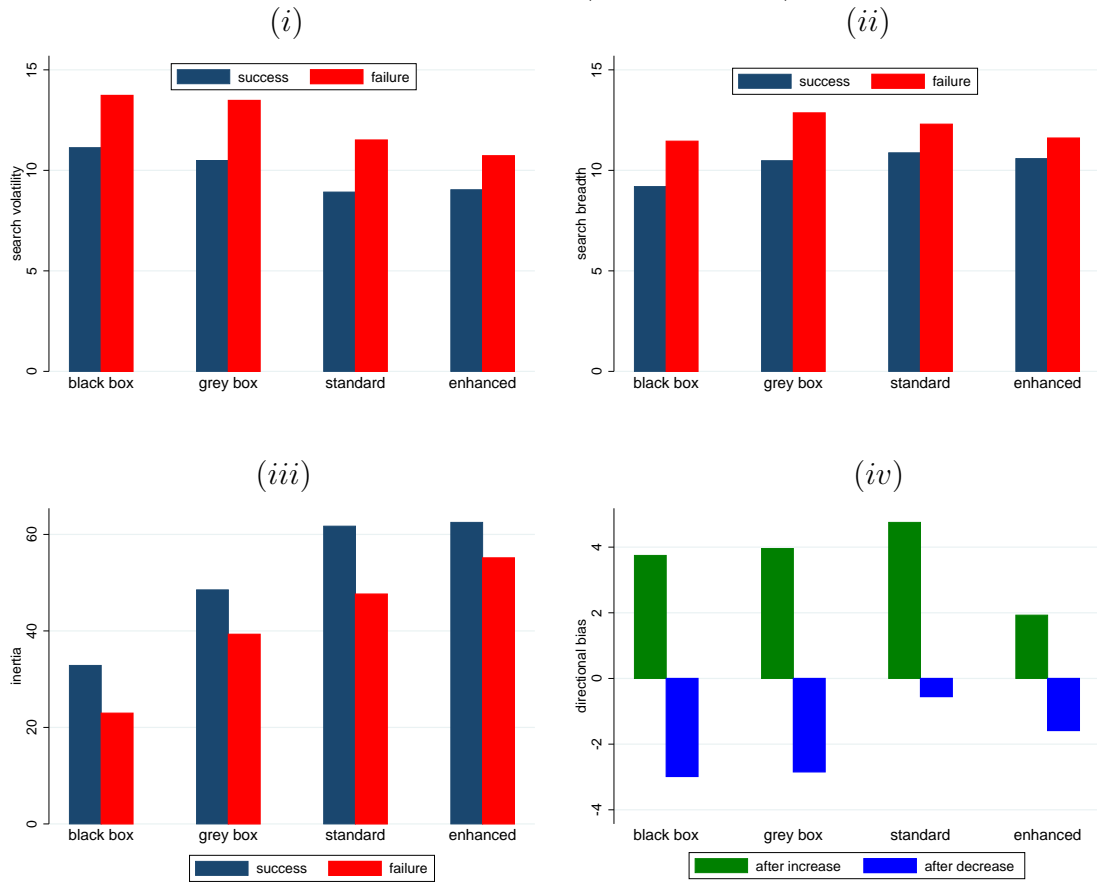 (i)
success failure
search volatility
15
10
5
0
black box grey box standard enhanced
(ii)
success failure
search breadth
15
10
5
0
black box grey box standard enhanced
(iii)
inertia
60
40
20
0
black box grey box standard enhanced
success failure
(iv)
directional bias
4
2
0
-2
-4
black box grey box standard enhanced
after increase after decrease